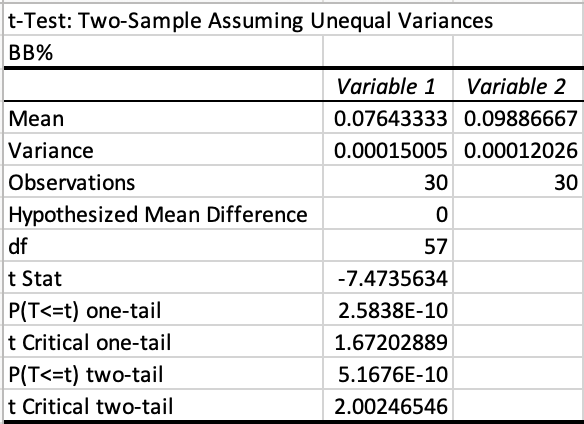 t-Test: Two-Sample Assuming Unequal Variances
BB%
Variable 1 Variable 2
Mean 0.07643333 0.09886667
Variance 0.00015005 0.00012026
Observations 30 30
Hypothesized Mean Difference 0
df 57
t Stat -7.4735634
P(T<=t) one-tail 2.5838E-10
t Critical one-tail 1.67202889
P(T<=t) two-tail 5.1676E-10
t Critical two-tail 2.00246546